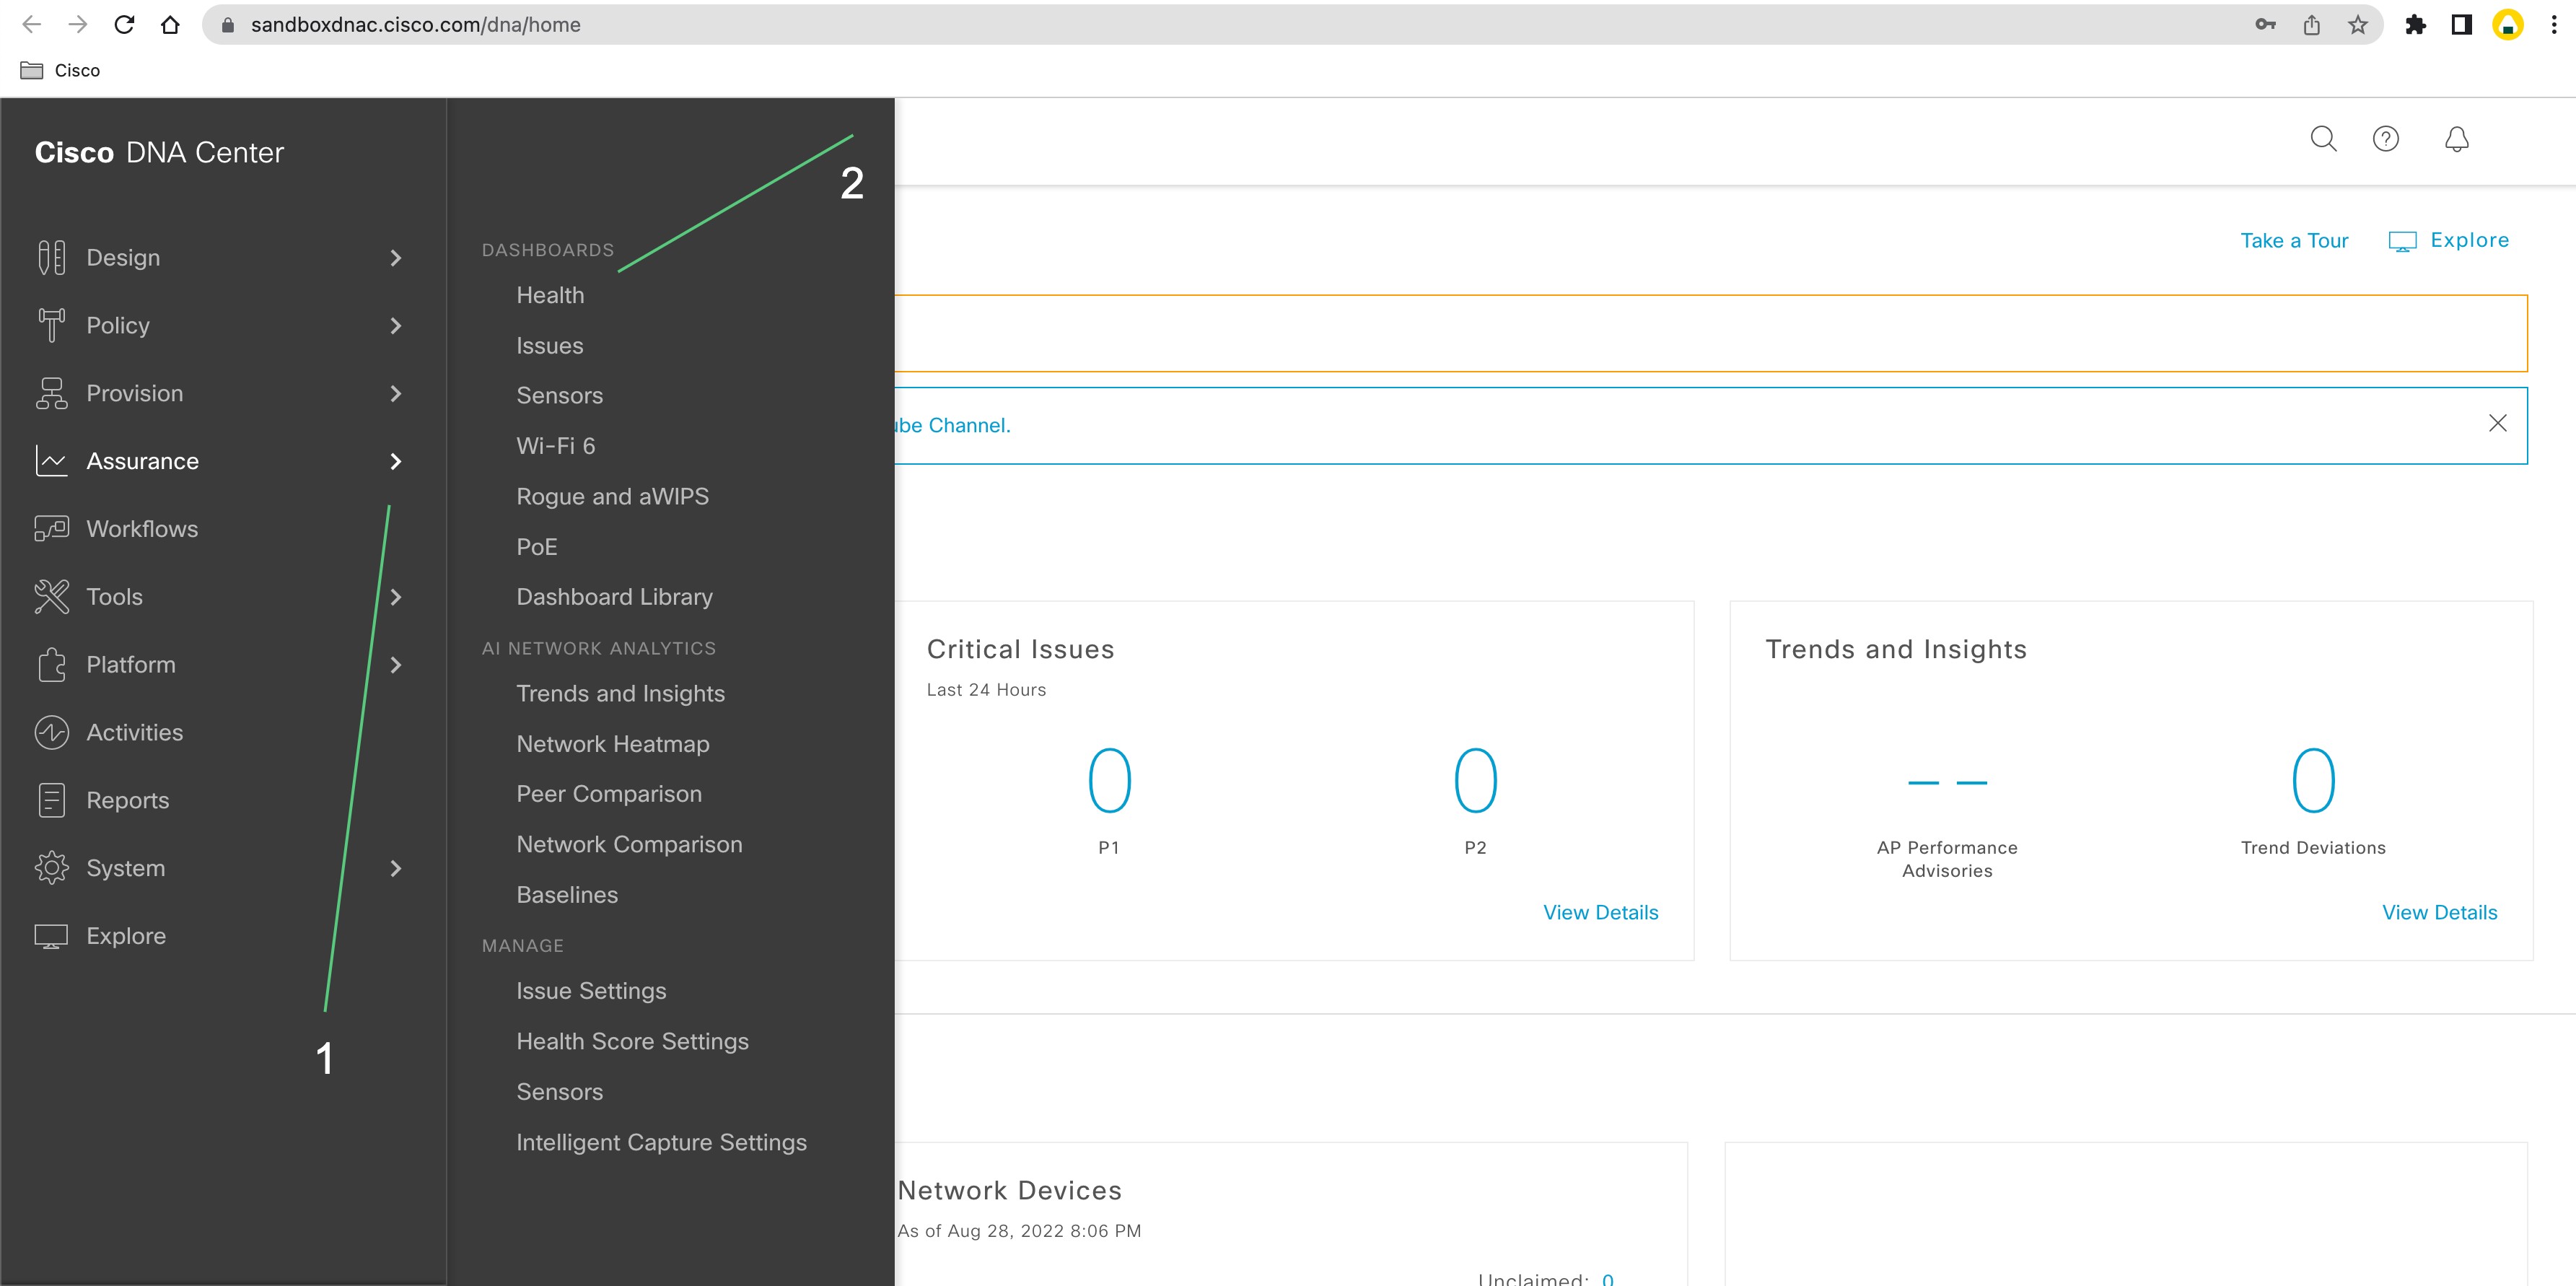 sandboxdnac.cisco.com/dna/home
Cisco
Cisco DNA Center
Design
Policy
Provision
Assurance
Workflows
Tools
Platform
Activities
Reports
System
Explore
1
2
DASHBOARDS
Health
Issues
Sensors
Wi-Fi 6
Rogue and aWIPS
PoE
Dashboard Library
AI NETWORK ANALYTICS
Trends and Insights
Network Heatmap
Peer Comparison
Network Comparison
Baselines
MANAGE
Issue Settings
Health Score Settings
Sensors
Intelligent Capture Settings
Take a Tour
Explore
ube Channel.
Critical Issues
Last 24 Hours
0
P1
0
P2
View Details
Trends and Insights
– –
AP Performance
Advisories
0
Trend Deviations
View Details
Network Devices
As of Aug 28, 2022 8:06 PM
Unclaimed: 0